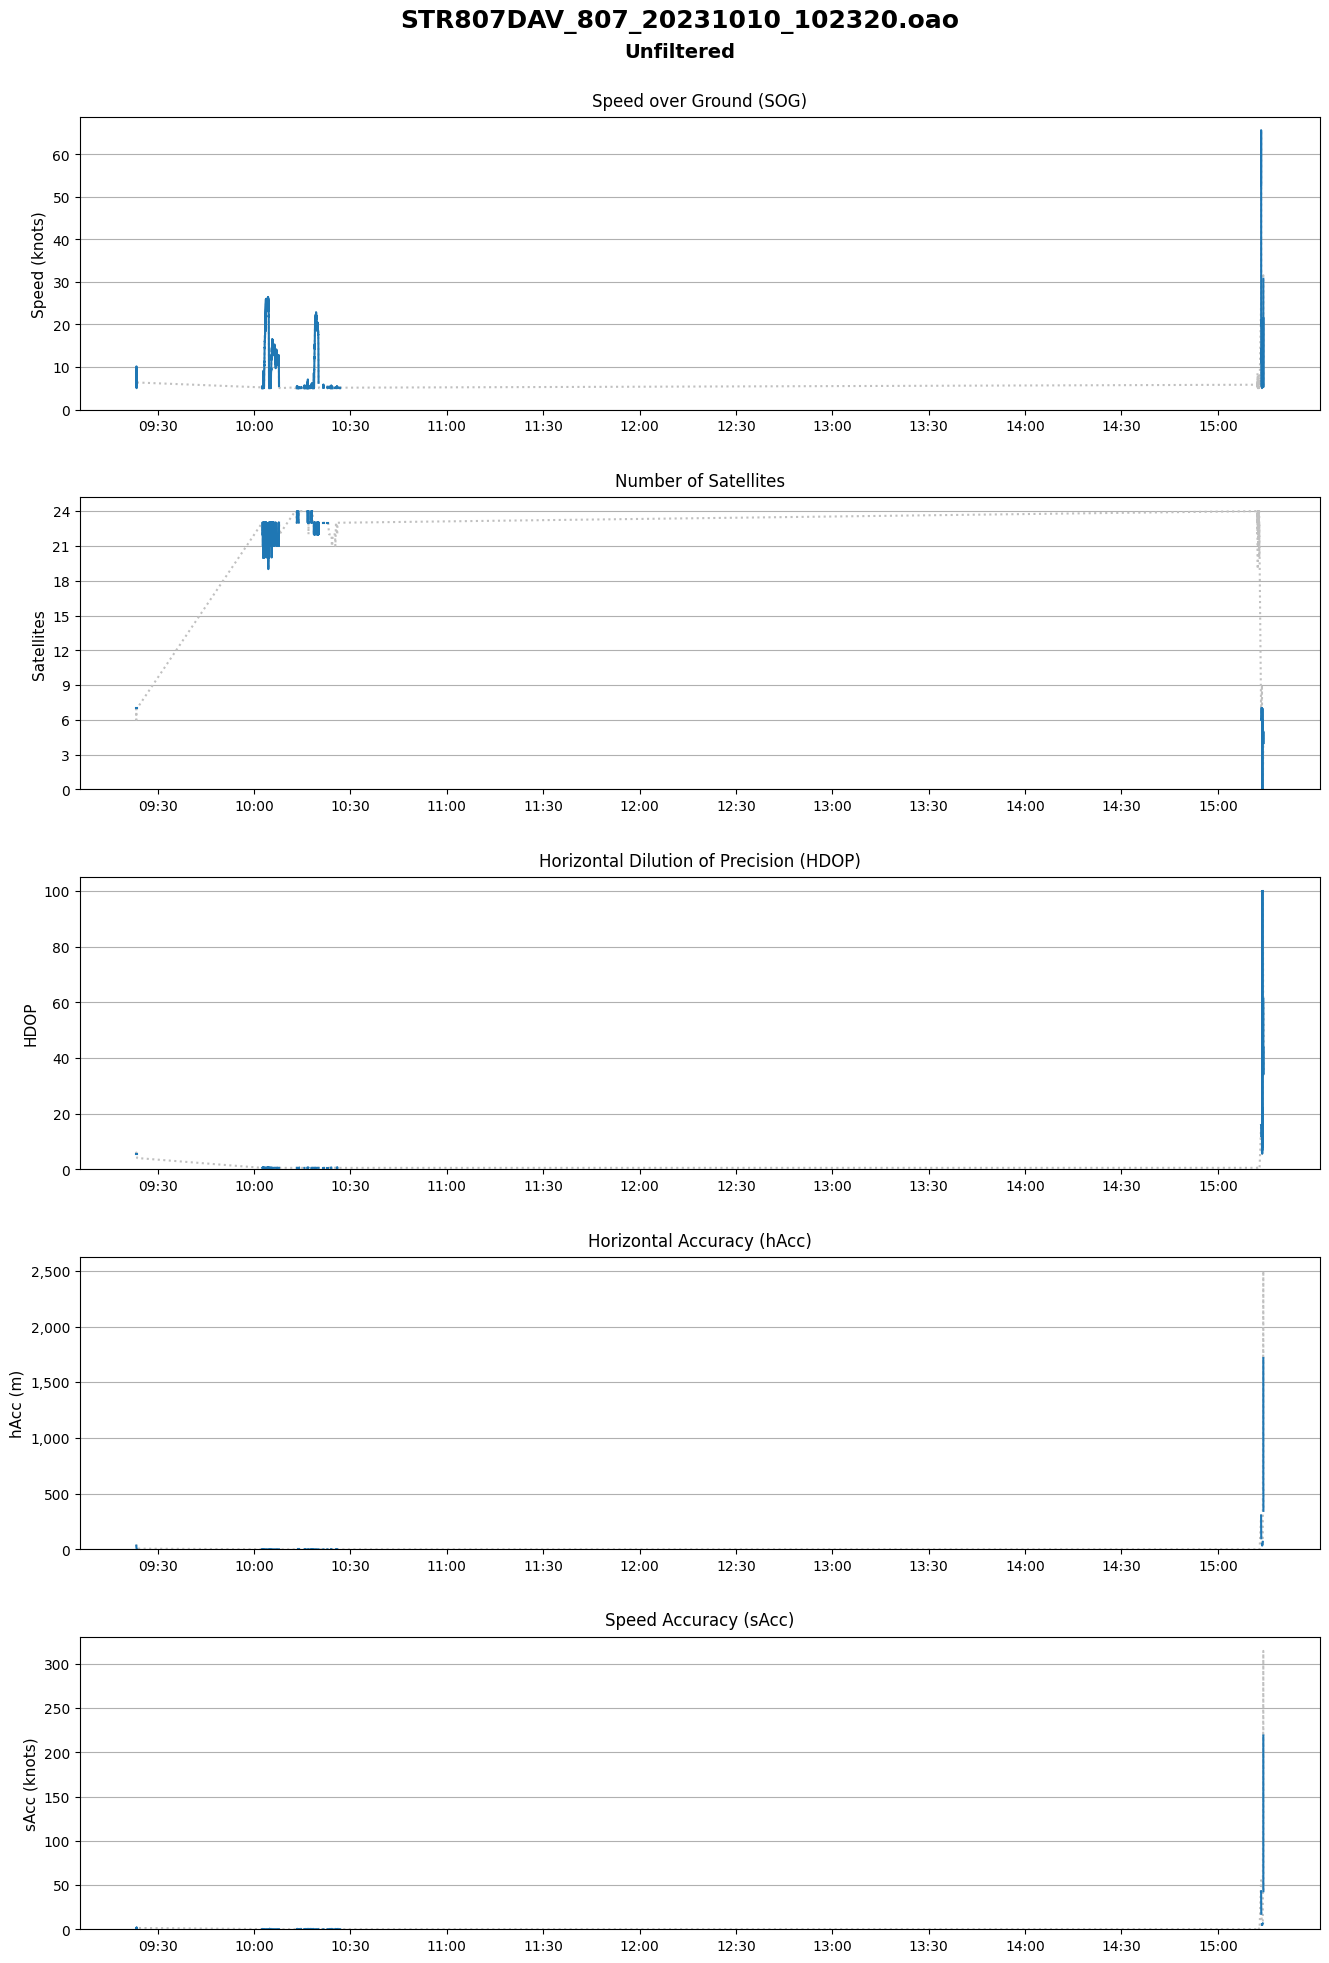 STR807DAV_807_20231010_102320.oao
Unfiltered
Speed over Ground (SOG)
Speed (knots)
60
50
40
30
20
10
0
09:30 10:00 10:30 11:00 11:30 12:00 12:30 13:00 13:30 14:00 14:30 15:00
Number of Satellites
Satellites
24
21
18
15
12
9
6
3
0
09:30 10:00 10:30 11:00 11:30 12:00 12:30 13:00 13:30 14:00 14:30 15:00
Horizontal Dilution of Precision (HDOP)
HDOP
100
80
60
40
20
0
09:30 10:00 10:30 11:00 11:30 12:00 12:30 13:00 13:30 14:00 14:30 15:00
Horizontal Accuracy (hAcc)
hAcc (m)
2,500
2,000
1,500
1,000
500
0
09:30 10:00 10:30 11:00 11:30 12:00 12:30 13:00 13:30 14:00 14:30 15:00
Speed Accuracy (sAcc)
sAcc (knots)
300
250
200
150
100
50
0
09:30 10:00 10:30 11:00 11:30 12:00 12:30 13:00 13:30 14:00 14:30 15:00